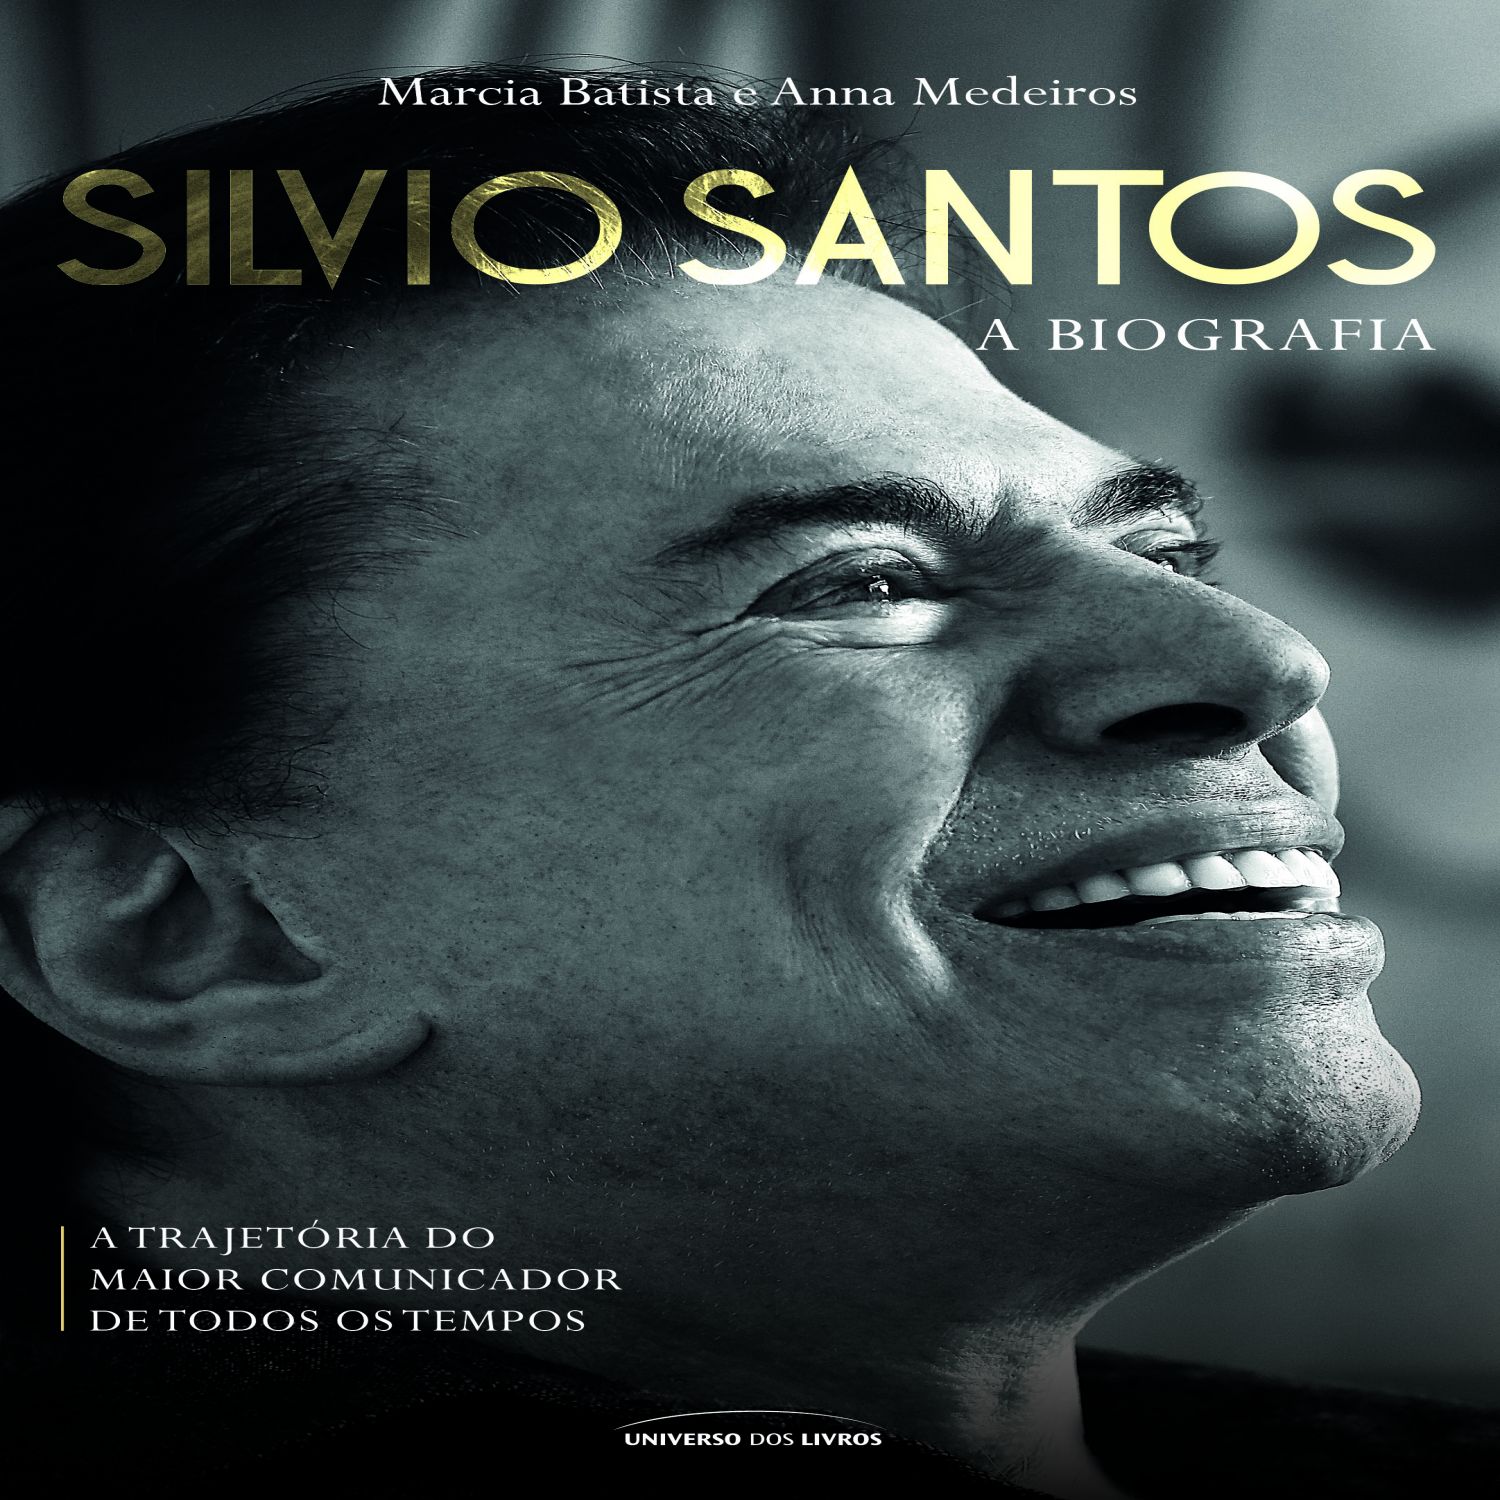 Marcia Batista e Anna Medeiros
SILVIO SANTOS
A BIOGRAFIA
A TRAJETÓRIA DO
MAIOR COMUNICADOR
DE TODOS OS TEMPOS
UNIVERSO DOS LIVROS